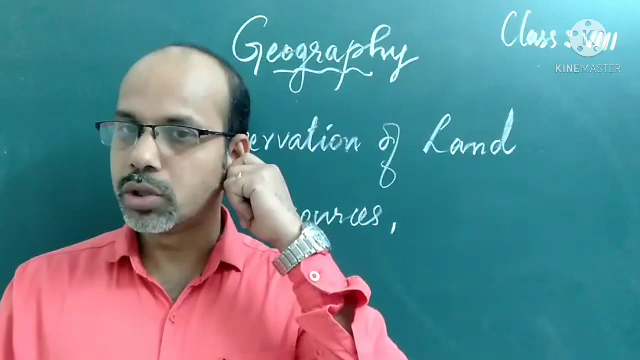 Geography
Class : VIII
KINEMASTER
ervation of Land
ources,